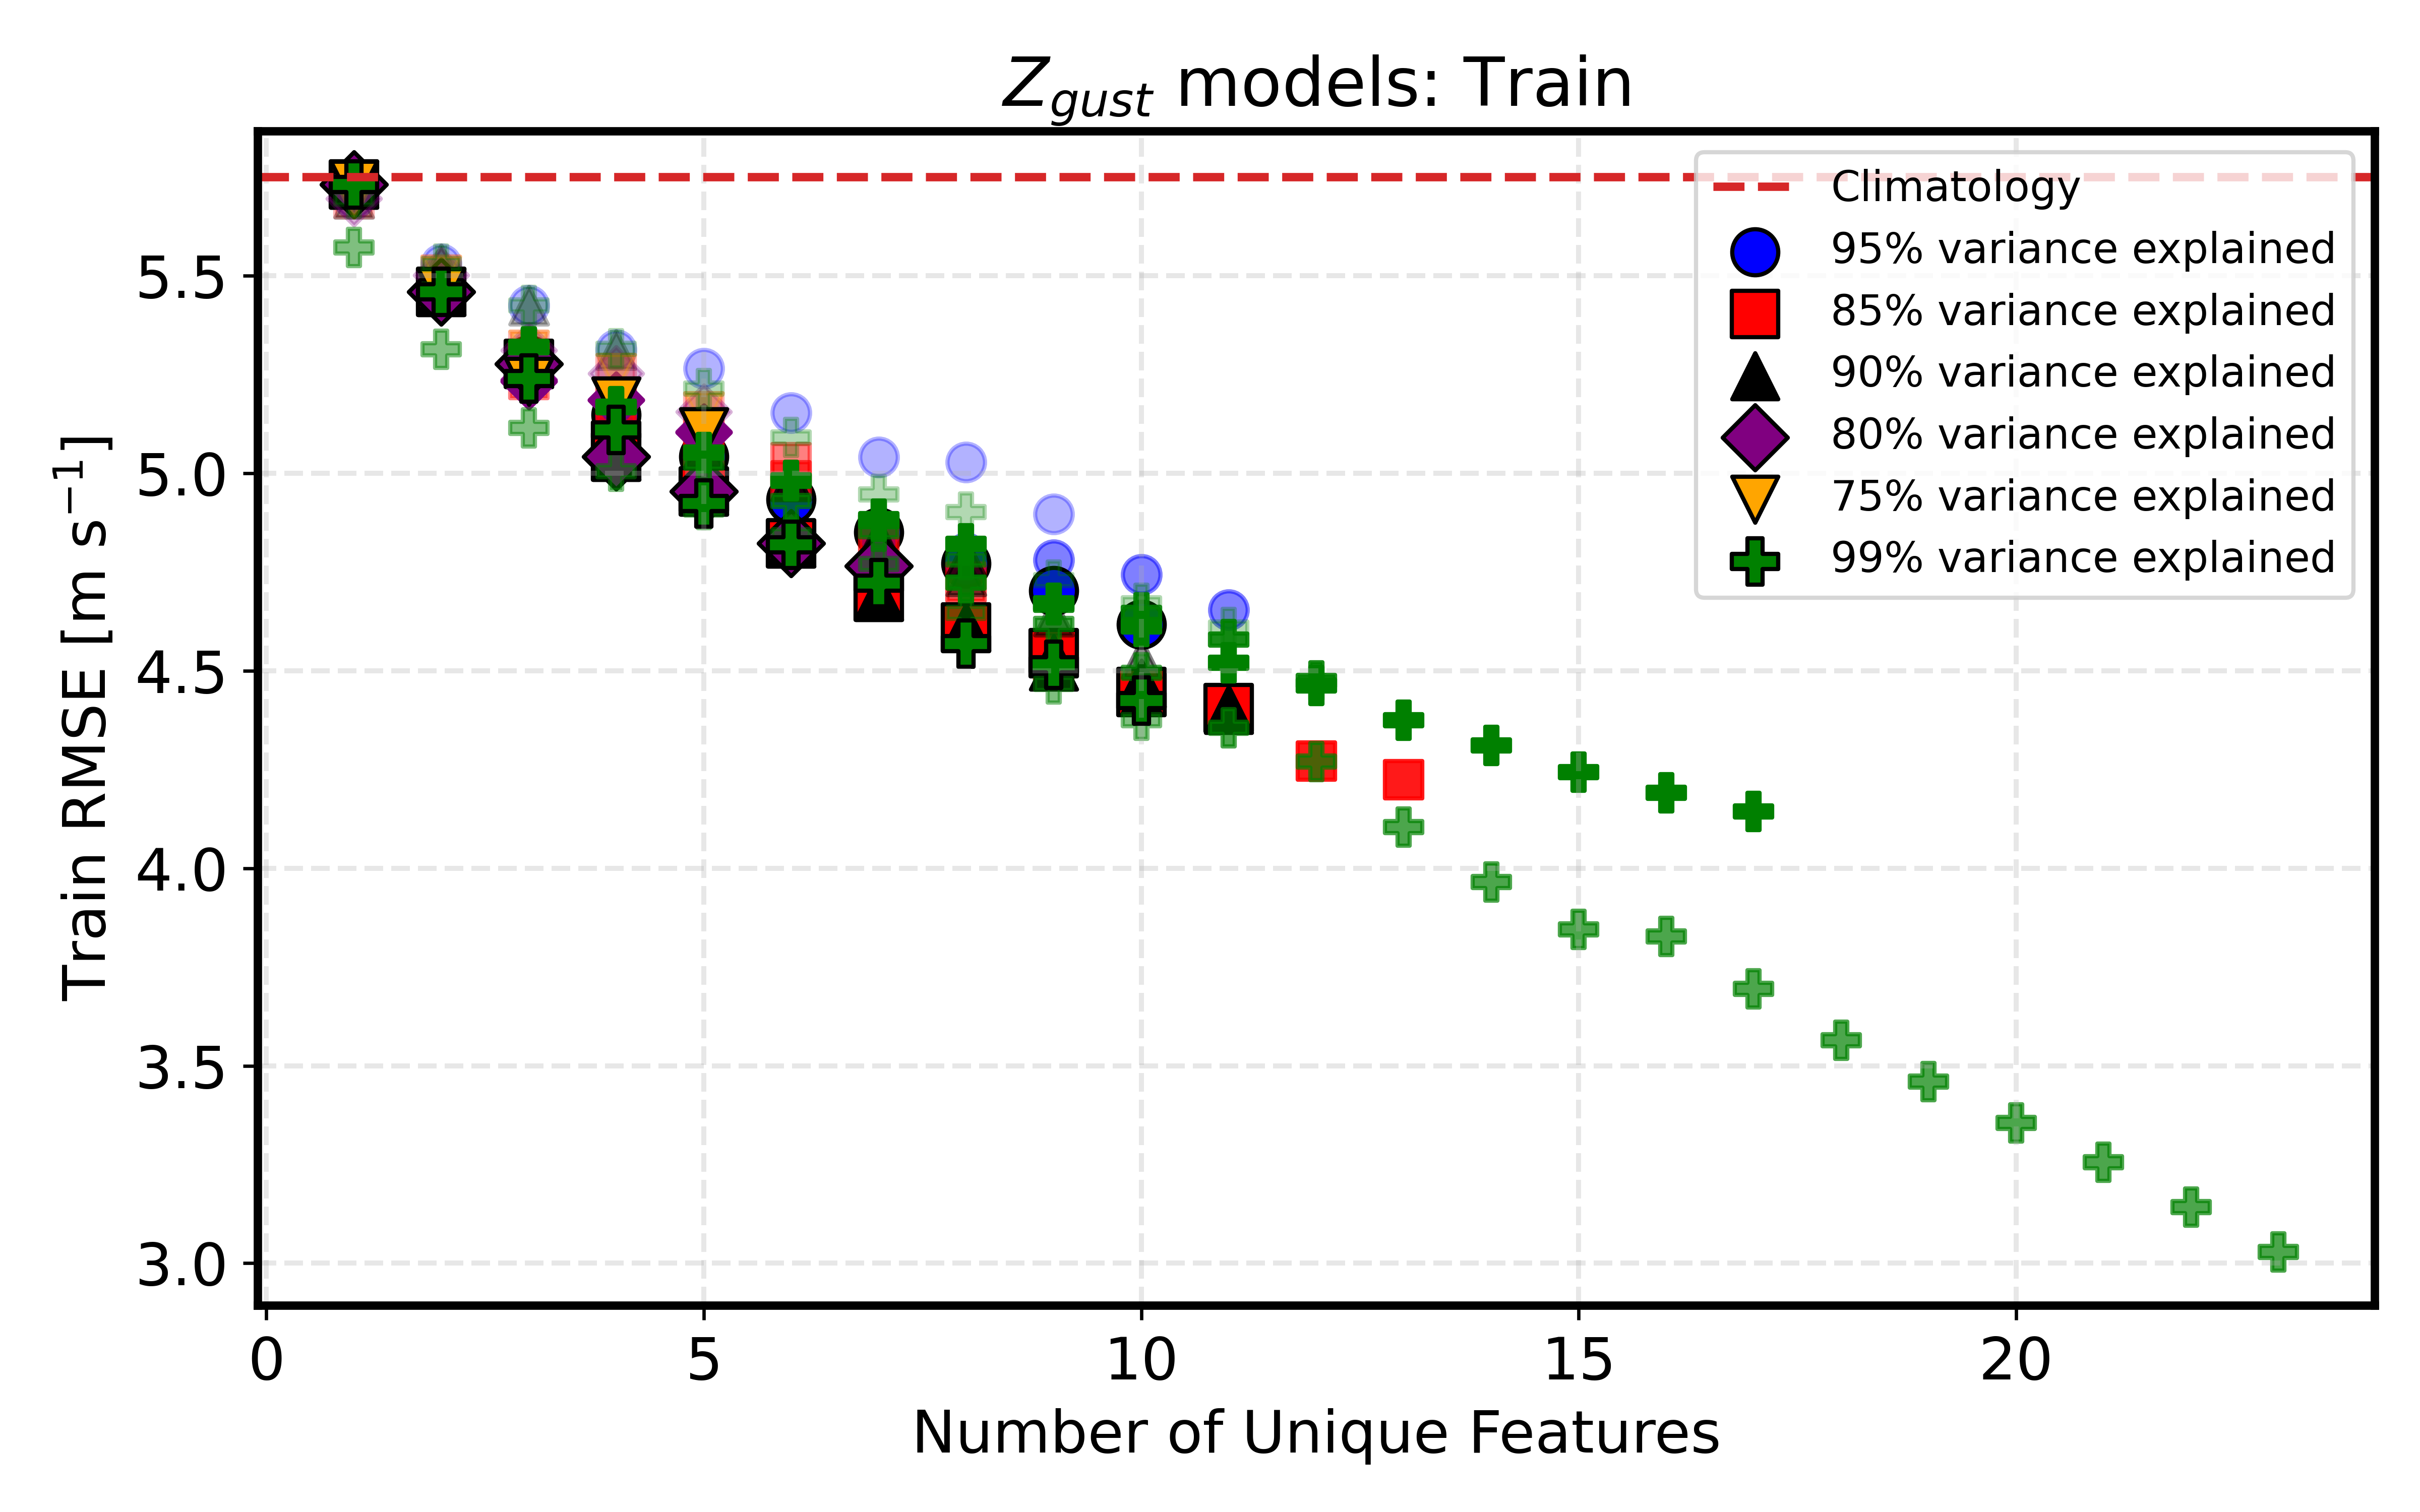 Z_gust models: Train
Train RMSE [m s⁻¹]
5.5
5.0
4.5
4.0
3.5
3.0
Climatology
95% variance explained
85% variance explained
90% variance explained
80% variance explained
75% variance explained
99% variance explained
0 5 10 15 20
Number of Unique Features